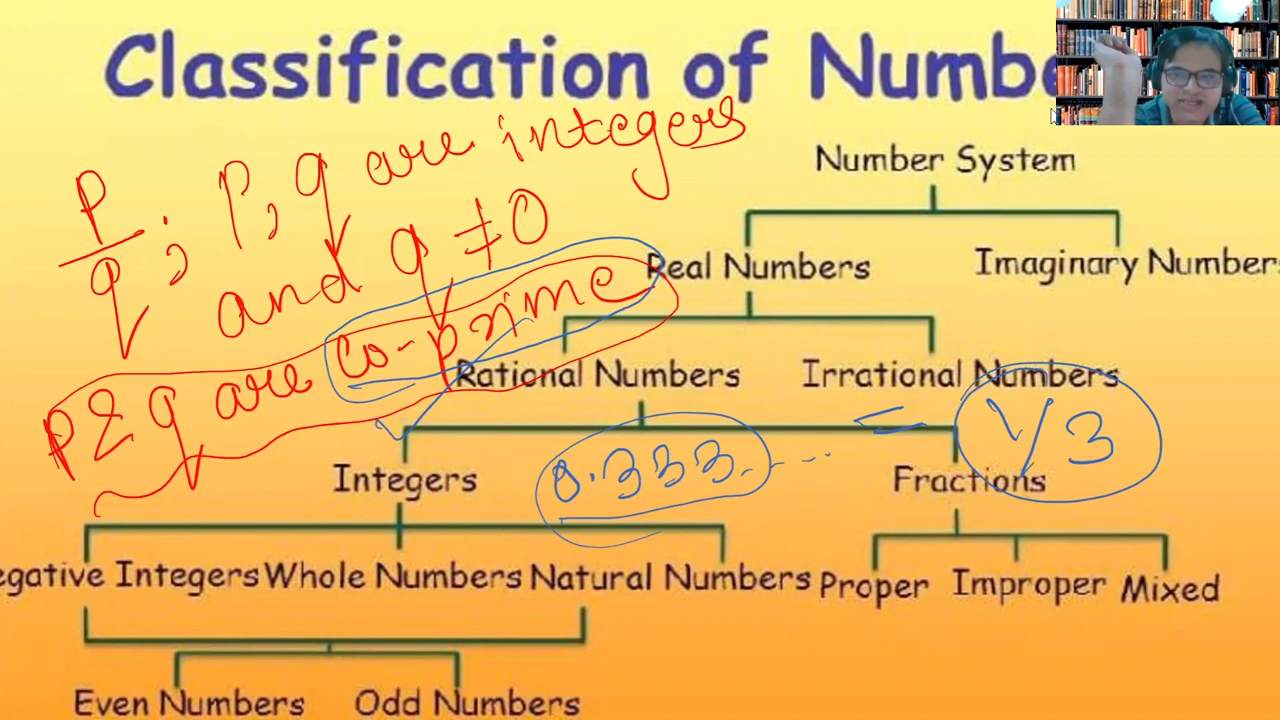 Classification of Numbe
P/q ; P, q are integers
and q ≠ 0
P & q are co-prime
Number System
Real Numbers
Imaginary Numbers
Rational Numbers
Irrational Numbers
0.333..... = 1/3
Integers
Fractions
egative Integers
Whole Numbers
Natural Numbers
Proper
Improper
Mixed
Even Numbers
Odd Numbers